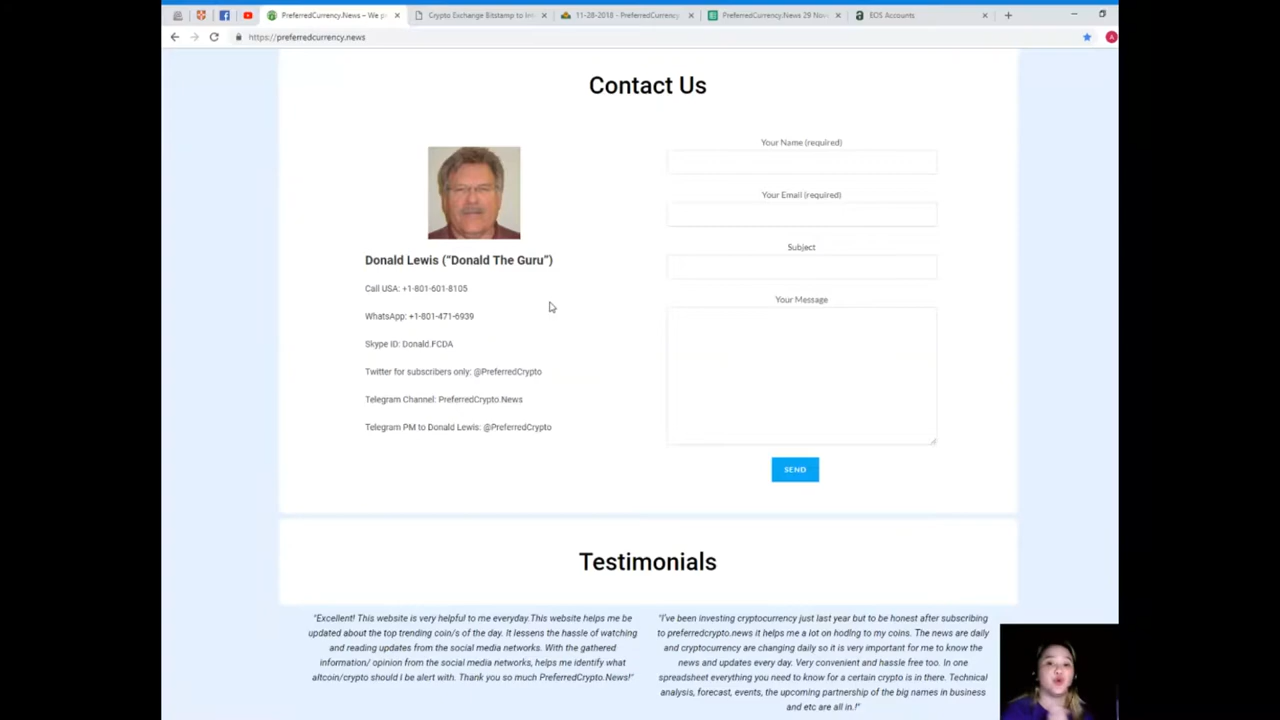 PreferredCurrency.News – We p
Crypto Exchange Bitstamp to In
11-28-2018 - PreferredCurrency
PreferredCurrency.News 29 Nov
EOS Accounts
https://preferredcurrency.news
Contact Us
Donald Lewis ("Donald The Guru")
Call USA: +1-801-601-8105
WhatsApp: +1-801-471-6939
Skype ID: Donald.FCDA
Twitter for subscribers only: @PreferredCrypto
Telegram Channel: PreferredCrypto.News
Telegram PM to Donald Lewis: @PreferredCrypto
Your Name (required)
Your Email (required)
Subject
Your Message
SEND
Testimonials
"Excellent! This website is very helpful to me everyday.This website helps me be
updated about the top trending coin/s of the day. It lessens the hassle of watching
and reading updates from the social media networks. With the gathered
information/ opinion from the social media networks, helps me identify what
altcoin/crypto should I be alert with. Thank you so much PreferredCrypto.News!"
"I've been investing cryptocurrency just last year but to be honest after subscribing
to preferredcrypto.news it helps me a lot on hodlng to my coins. The news are daily
and cryptocurrency are changing daily so it is very important for me to know the
news and updates every day. Very convenient and hassle free too. In one
spreadsheet everything you need to know for a certain crypto is in there. Technical
analysis, forecast, events, the upcoming partnership of the big names in business
and etc are all in.!"